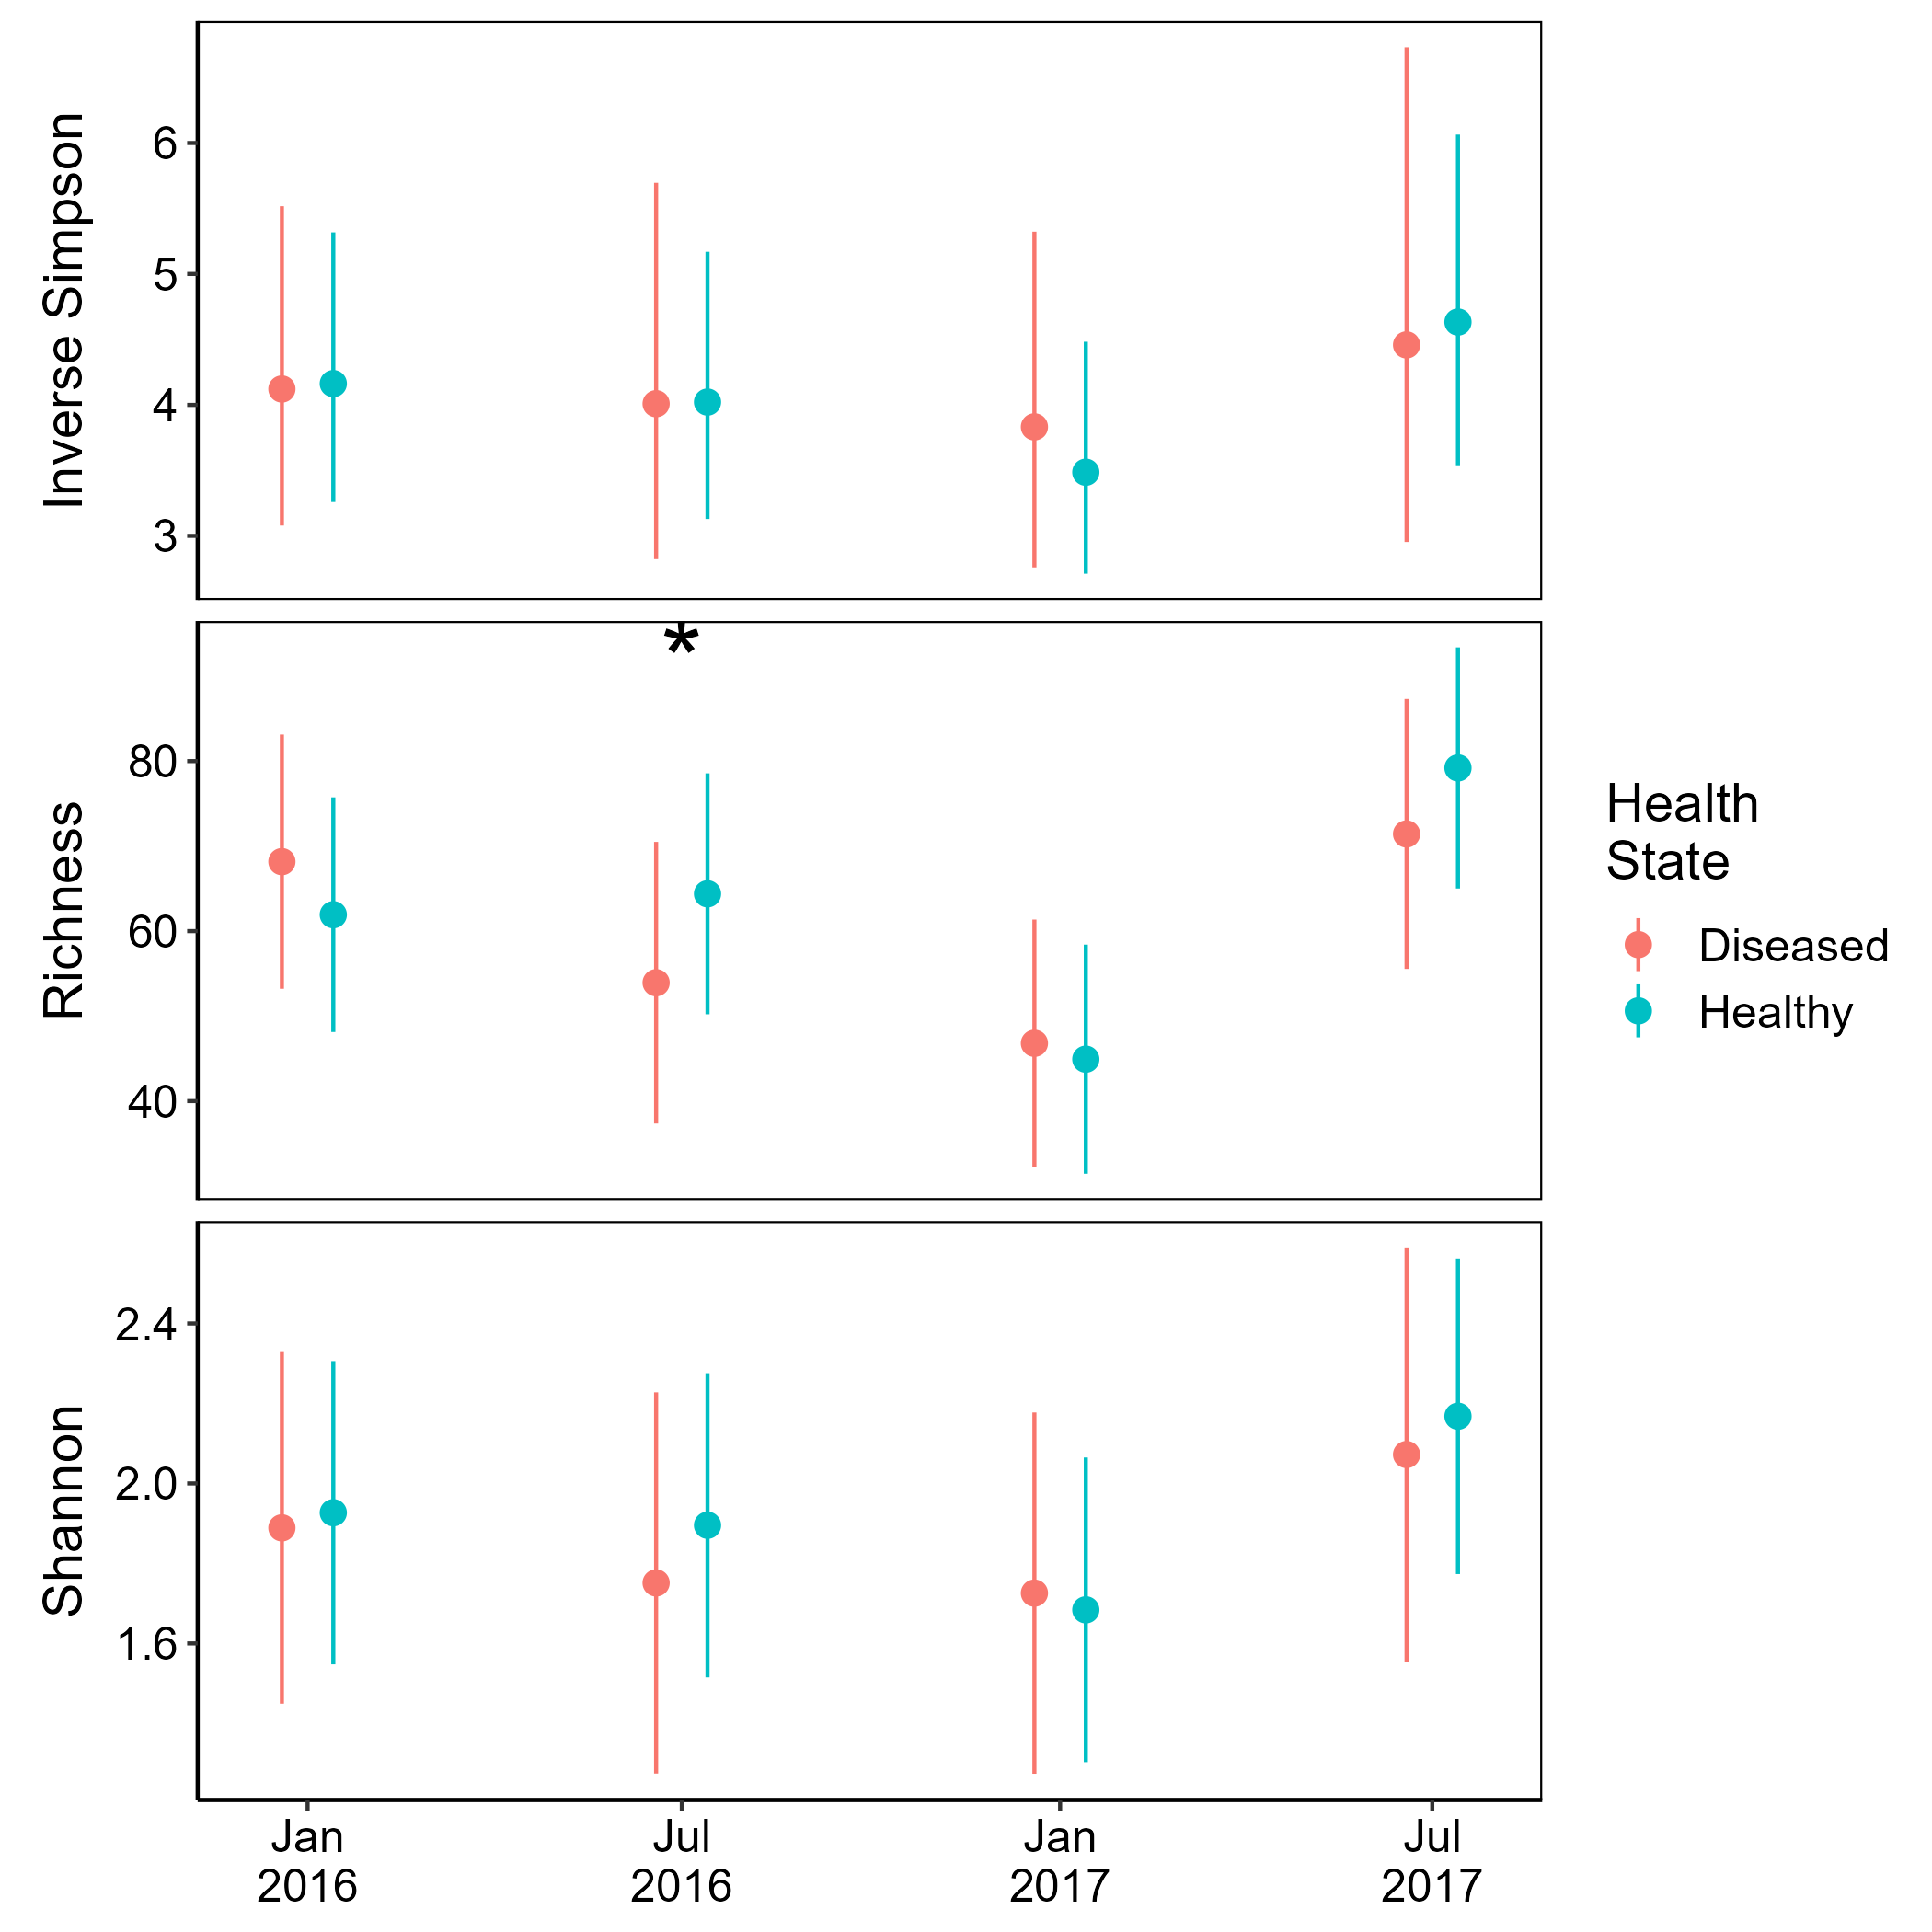 Inverse Simpson
6
5
4
3
*
Richness
80
60
40
Shannon
2.4
2.0
1.6
Jan
2016
Jul
2016
Jan
2017
Jul
2017
Health
State
Diseased
Healthy